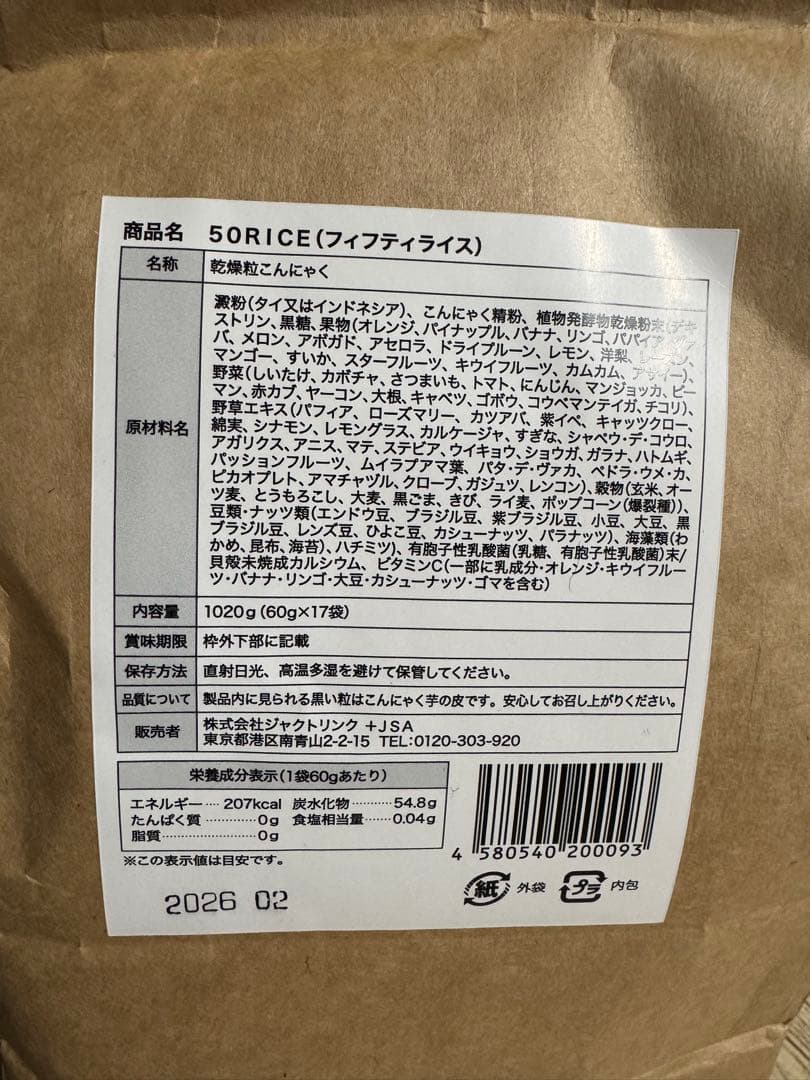 商品名 50RICE(フィフティライス)
名称 乾燥粒こんにゃく
原材料名
澱粉(タイ又はインドネシア)、こんにゃく精粉、植物発酵物乾燥粉末(デキ
ストリン、黒糖、果物(オレンジ、パイナップル、バナナ、リンゴ、パパイア、グァ
バ、メロン、アボガド、アセロラ、ドライプルーン、レモン、洋梨、レーズン、
マンゴー、すいか、スターフルーツ、キウイフルーツ、カムカム、アサイー)、
野菜(しいたけ、カボチャ、さつまいも、トマト、にんじん、マンジョッカ、ピー
マン、赤カブ、ヤーコン、大根、キャベツ、ゴボウ、コウベマンテイガ、チコリ)、
野草エキス(パフィア、ローズマリー、カツアバ、紫イペ、キャッツクロー、
綿実、シナモン、レモングラス、カルケージャ、すぎな、シャペウ・デ・コウロ、
アガリクス、アニス、マテ、ステビア、ウイキョウ、ショウガ、ガラナ、ハトムギ、
パッションフルーツ、ムイラプアマ葉、パタ・デ・ヴァカ、ペドラ・ウメ・カ、
ピカオプレト、アマチャヅル、クローブ、ガジュツ、レンコン)、穀物(玄米、オー
ツ麦、とうもろこし、大麦、黒ごま、きび、ライ麦、ポップコーン(爆裂種))、
豆類・ナッツ類(エンドウ豆、ブラジル豆、紫ブラジル豆、小豆、大豆、黒
ブラジル豆、レンズ豆、ひよこ豆、カシューナッツ、パラナッツ)、海藻類(わ
かめ、昆布、海苔)、ハチミツ)、有胞子性乳酸菌(乳糖、有胞子性乳酸菌)末/
貝殻未焼成カルシウム、ビタミンC(一部に乳成分・オレンジ・キウイフルー
ツ・バナナ・リンゴ・大豆・カシューナッツ・ゴマを含む)
内容量 1020g(60g×17袋)
賞味期限 枠外下部に記載
保存方法 直射日光、高温多湿を避けて保管してください。
品質について 製品内に見られる黒い粒はこんにゃく芋の皮です。安心してお召し上がりください。
販売者 株式会社ジャクトリンク +JSA
東京都港区南青山2-2-15 TEL:0120-303-920
栄養成分表示(1袋60gあたり)
エネルギー…207kcal 炭水化物………54.8g
たんぱく質………0g 食塩相当量……0.04g
脂質………………0g
※この表示値は目安です。
2026 02
4 580540 200093
紙 外袋 プラ 内包